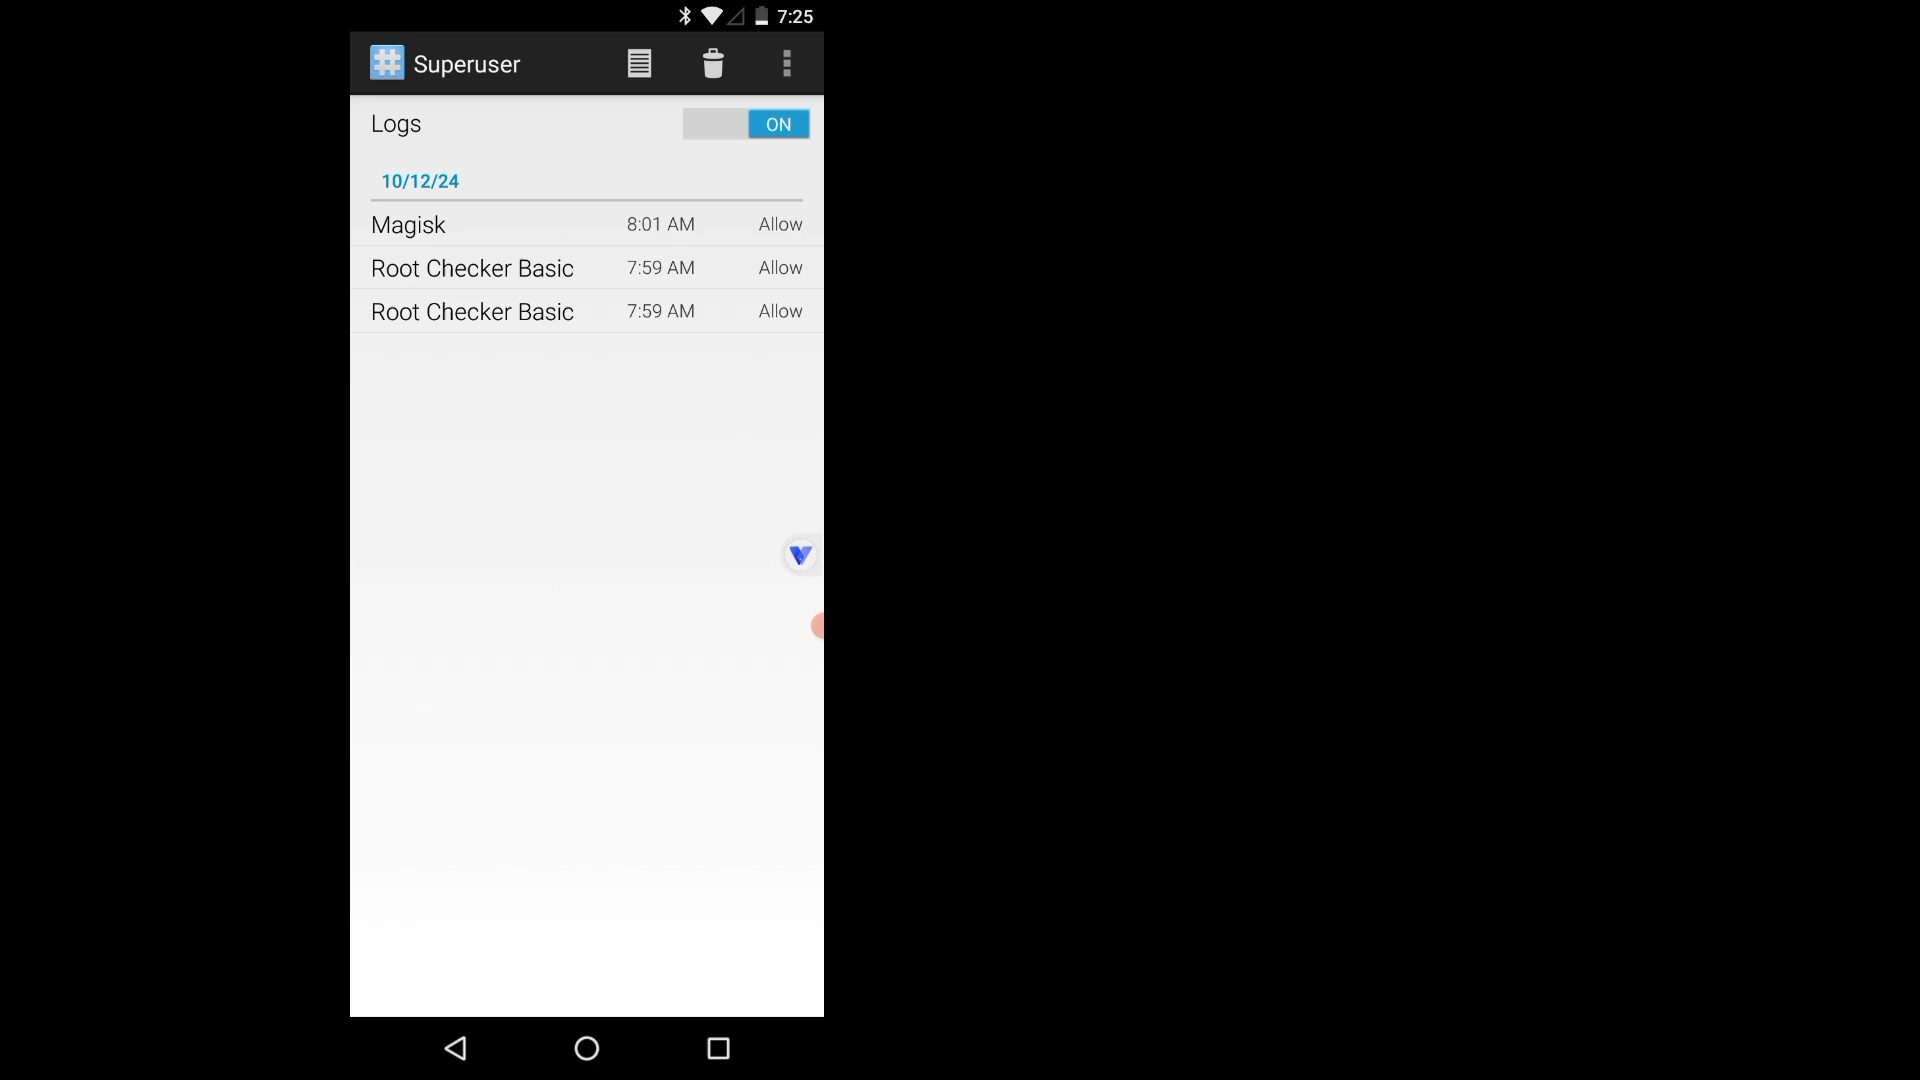 7:25
Superuser
Logs ON
10/12/24
Magisk 8:01 AM Allow
Root Checker Basic 7:59 AM Allow
Root Checker Basic 7:59 AM Allow